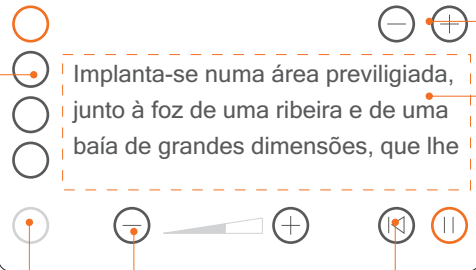 Implanta-se numa área previligiada,
junto à foz de uma ribeira e de uma
baía de grandes dimensões, que lhe